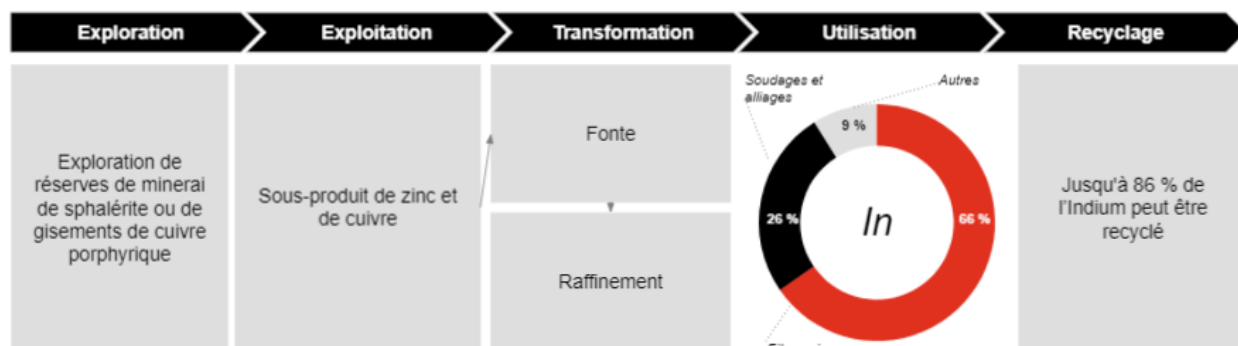 Exploration
Exploitation
Transformation
Utilisation
Recyclage
Exploration de
réserves de minerai
de sphalérite ou de
gisements de cuivre
porphyrique
Sous-produit de zinc et
de cuivre
Fonte
Raffinement
Soudages et
alliages
Autres
9 %
26 %
In
66 %
Jusqu'à 86 % de
l'Indium peut être
recyclé